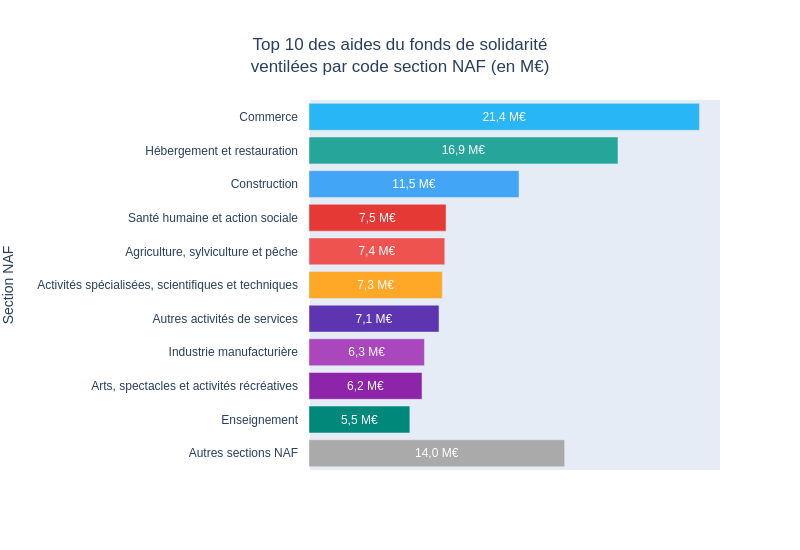 Top 10 des aides du fonds de solidarité
ventilées par code section NAF (en M€)
Section NAF
Commerce 21,4 M€
Hébergement et restauration 16,9 M€
Construction 11,5 M€
Santé humaine et action sociale 7,5 M€
Agriculture, sylviculture et pêche 7,4 M€
Activités spécialisées, scientifiques et techniques 7,3 M€
Autres activités de services 7,1 M€
Industrie manufacturière 6,3 M€
Arts, spectacles et activités récréatives 6,2 M€
Enseignement 5,5 M€
Autres sections NAF 14,0 M€